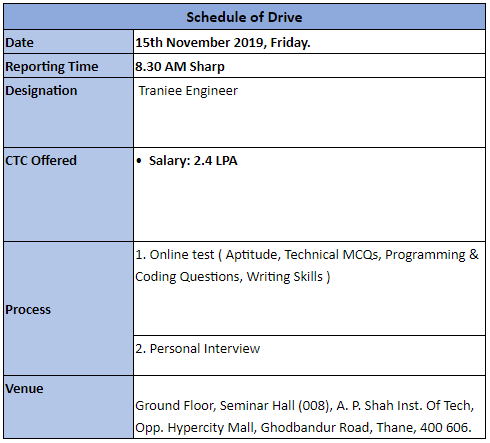 Schedule of Drive
Date 15th November 2019, Friday.
Reporting Time 8.30 AM Sharp
Designation Traniee Engineer
CTC Offered • Salary: 2.4 LPA
Process
1. Online test ( Aptitude, Technical MCQs, Programming &
Coding Questions, Writing Skills )
2. Personal Interview
Venue
Ground Floor, Seminar Hall (008), A. P. Shah Inst. Of Tech,
Opp. Hypercity Mall, Ghodbandur Road, Thane, 400 606.